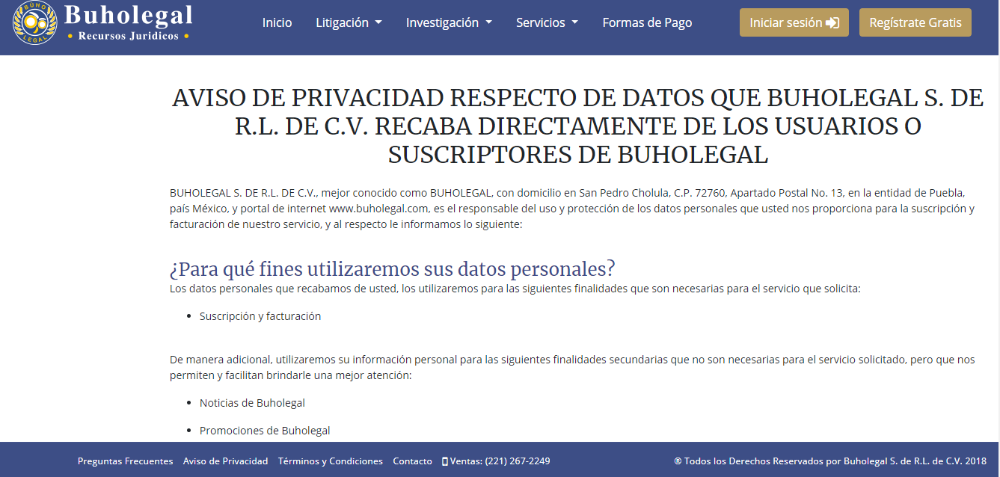 BÚHO
LEGAL
Buholegal
• Recursos Jurídicos •
Inicio
Litigación
Investigación
Servicios
Formas de Pago
Iniciar sesión
Regístrate Gratis
AVISO DE PRIVACIDAD RESPECTO DE DATOS QUE BUHOLEGAL S. DE
R.L. DE C.V. RECABA DIRECTAMENTE DE LOS USUARIOS O
SUSCRIPTORES DE BUHOLEGAL
BUHOLEGAL S. DE R.L. DE C.V., mejor conocido como BUHOLEGAL, con domicilio en San Pedro Cholula, C.P. 72760, Apartado Postal No. 13, en la entidad de Puebla,
país México, y portal de internet www.buholegal.com, es el responsable del uso y protección de los datos personales que usted nos proporciona para la suscripción y
facturación de nuestro servicio, y al respecto le informamos lo siguiente:
¿Para qué fines utilizaremos sus datos personales?
Los datos personales que recabamos de usted, los utilizaremos para las siguientes finalidades que son necesarias para el servicio que solicita:
• Suscripción y facturación
De manera adicional, utilizaremos su información personal para las siguientes finalidades secundarias que no son necesarias para el servicio solicitado, pero que nos
permiten y facilitan brindarle una mejor atención:
• Noticias de Buholegal
• Promociones de Buholegal
Preguntas Frecuentes
Aviso de Privacidad
Términos y Condiciones
Contacto
Ventas: (221) 267-2249
® Todos los Derechos Reservados por Buholegal S. de R.L. de C.V. 2018